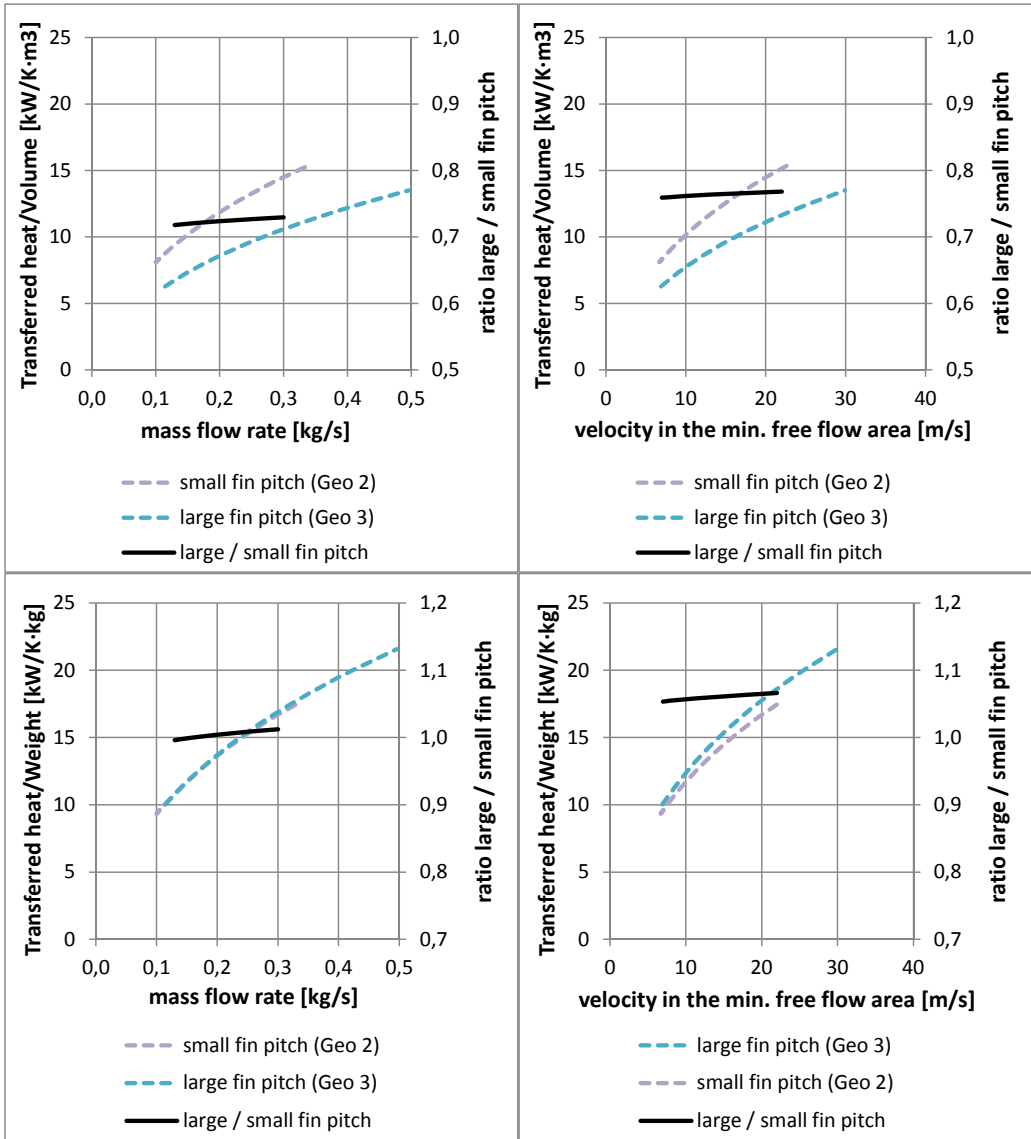 Transferred heat/Volume [kW/K·m3]
25
20
15
10
5
0
1,0
0,9
0,8
0,7
0,6
0,5
ratio large / small fin pitch
0,0 0,1 0,2 0,3 0,4 0,5
mass flow rate [kg/s]
small fin pitch (Geo 2)
large fin pitch (Geo 3)
large / small fin pitch
Transferred heat/Volume [kW/K·m3]
25
20
15
10
5
0
1,0
0,9
0,8
0,7
0,6
0,5
ratio large / small fin pitch
0 10 20 30 40
velocity in the min. free flow area [m/s]
small fin pitch (Geo 2)
large fin pitch (Geo 3)
large / small fin pitch
Transferred heat/Weight [kW/K·kg]
25
20
15
10
5
0
1,2
1,1
1,0
0,9
0,8
0,7
ratio large / small fin pitch
0,0 0,1 0,2 0,3 0,4 0,5
mass flow rate [kg/s]
small fin pitch (Geo 2)
large fin pitch (Geo 3)
large / small fin pitch
Transferred heat/Weight [kW/K·kg]
25
20
15
10
5
0
1,2
1,1
1,0
0,9
0,8
0,7
ratio large / small fin pitch
0 10 20 30 40
velocity in the min. free flow area [m/s]
large fin pitch (Geo 3)
small fin pitch (Geo 2)
large / small fin pitch